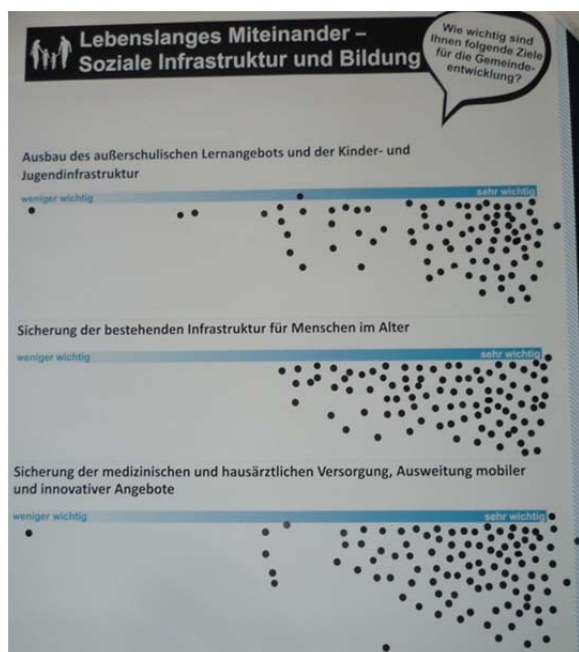 Lebenslanges Miteinander –
Soziale Infrastruktur und Bildung
Wie wichtig sind
Ihnen folgende Ziele
für die Gemeinde-
entwicklung?
Ausbau des außerschulischen Lernangebots und der Kinder- und
Jugendinfrastruktur
weniger wichtig sehr wichtig
Sicherung der bestehenden Infrastruktur für Menschen im Alter
weniger wichtig sehr wichtig
Sicherung der medizinischen und hausärztlichen Versorgung, Ausweitung mobiler
und innovativer Angebote
weniger wichtig sehr wichtig